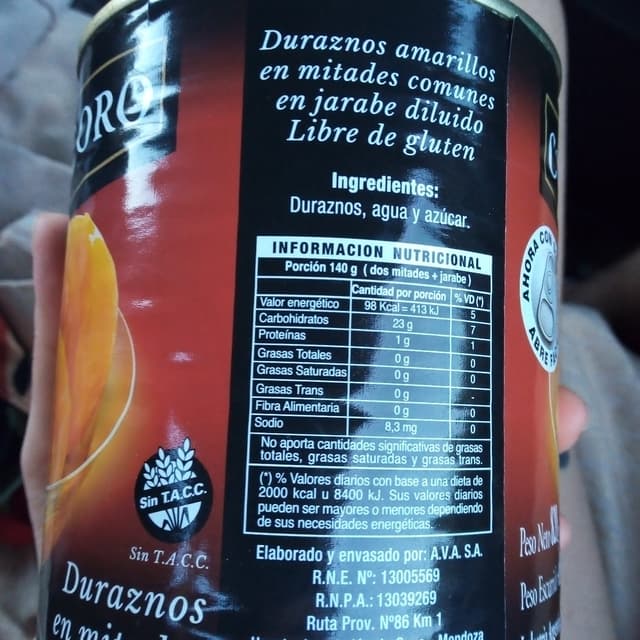 ORO
Duraznos amarillos
en mitades comunes
en jarabe diluido
Libre de gluten
Ingredientes:
Duraznos, agua y azúcar.
INFORMACION NUTRICIONAL
Porción 140 g (dos mitades + jarabe)
Cantidad por porción % VD (*)
Valor energético 98 Kcal = 413 kJ 5
Carbohidratos 23 g 7
Proteínas 1 g 1
Grasas Totales 0 g 0
Grasas Saturadas 0 g 0
Grasas Trans 0 g -
Fibra Alimentaria 0 g 0
Sodio 8,3 mg 0
No aporta cantidades significativas de grasas
totales, grasas saturadas y grasas trans.
(*) % Valores diarios con base a una dieta de
2000 kcal u 8400 kJ. Sus valores diarios
pueden ser mayores o menores dependiendo
de sus necesidades energéticas.
Elaborado y envasado por: A.V.A. S.A.
R.N.E. Nº: 13005569
R.N.P.A.: 13039269
Ruta Prov. Nº86 Km 1
Mendoza
Sin T.A.C.C.
Sin T.A.C.C.
Duraznos
en
AHORA CON
ABRE
Peso
Peso